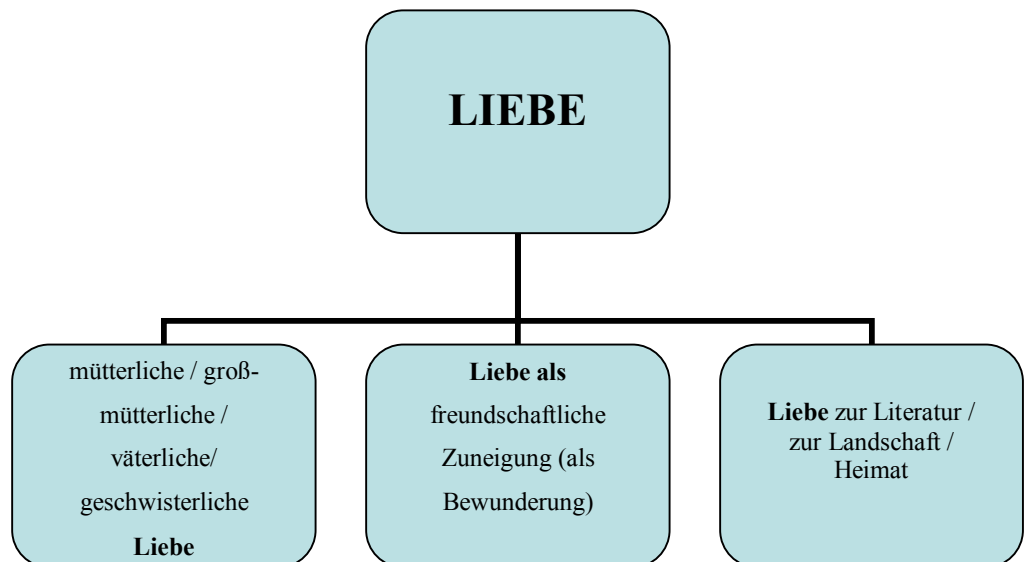 LIEBE
mütterliche / groß-
mütterliche /
väterliche/
geschwisterliche
Liebe
Liebe als
freundschaftliche
Zuneigung (als
Bewunderung)
Liebe zur Literatur /
zur Landschaft /
Heimat